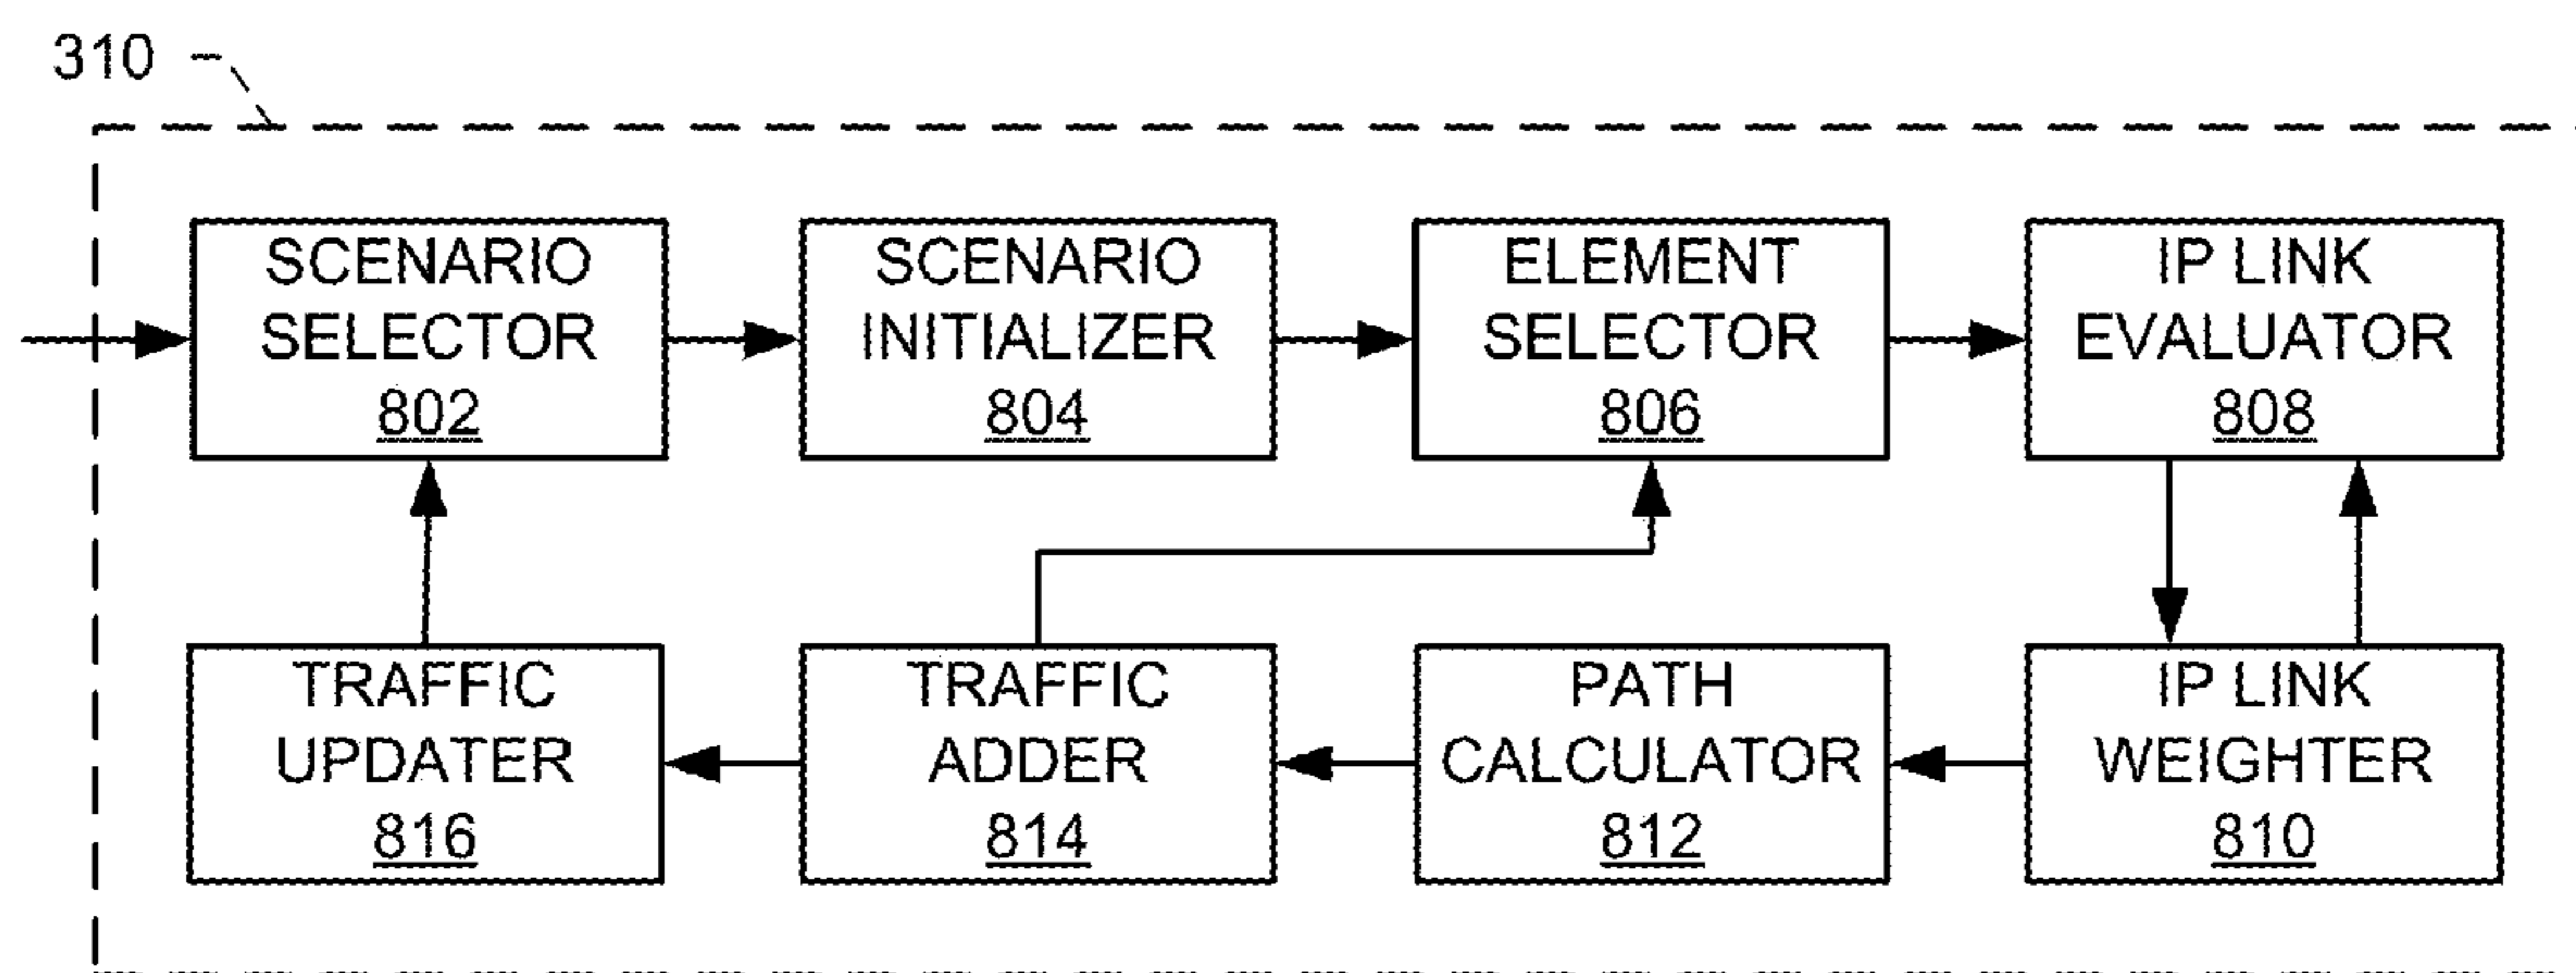 310
SCENARIO
SELECTOR
802
SCENARIO
INITIALIZER
804
ELEMENT
SELECTOR
806
IP LINK
EVALUATOR
808
TRAFFIC
UPDATER
816
TRAFFIC
ADDER
814
PATH
CALCULATOR
812
IP LINK
WEIGHTER
810